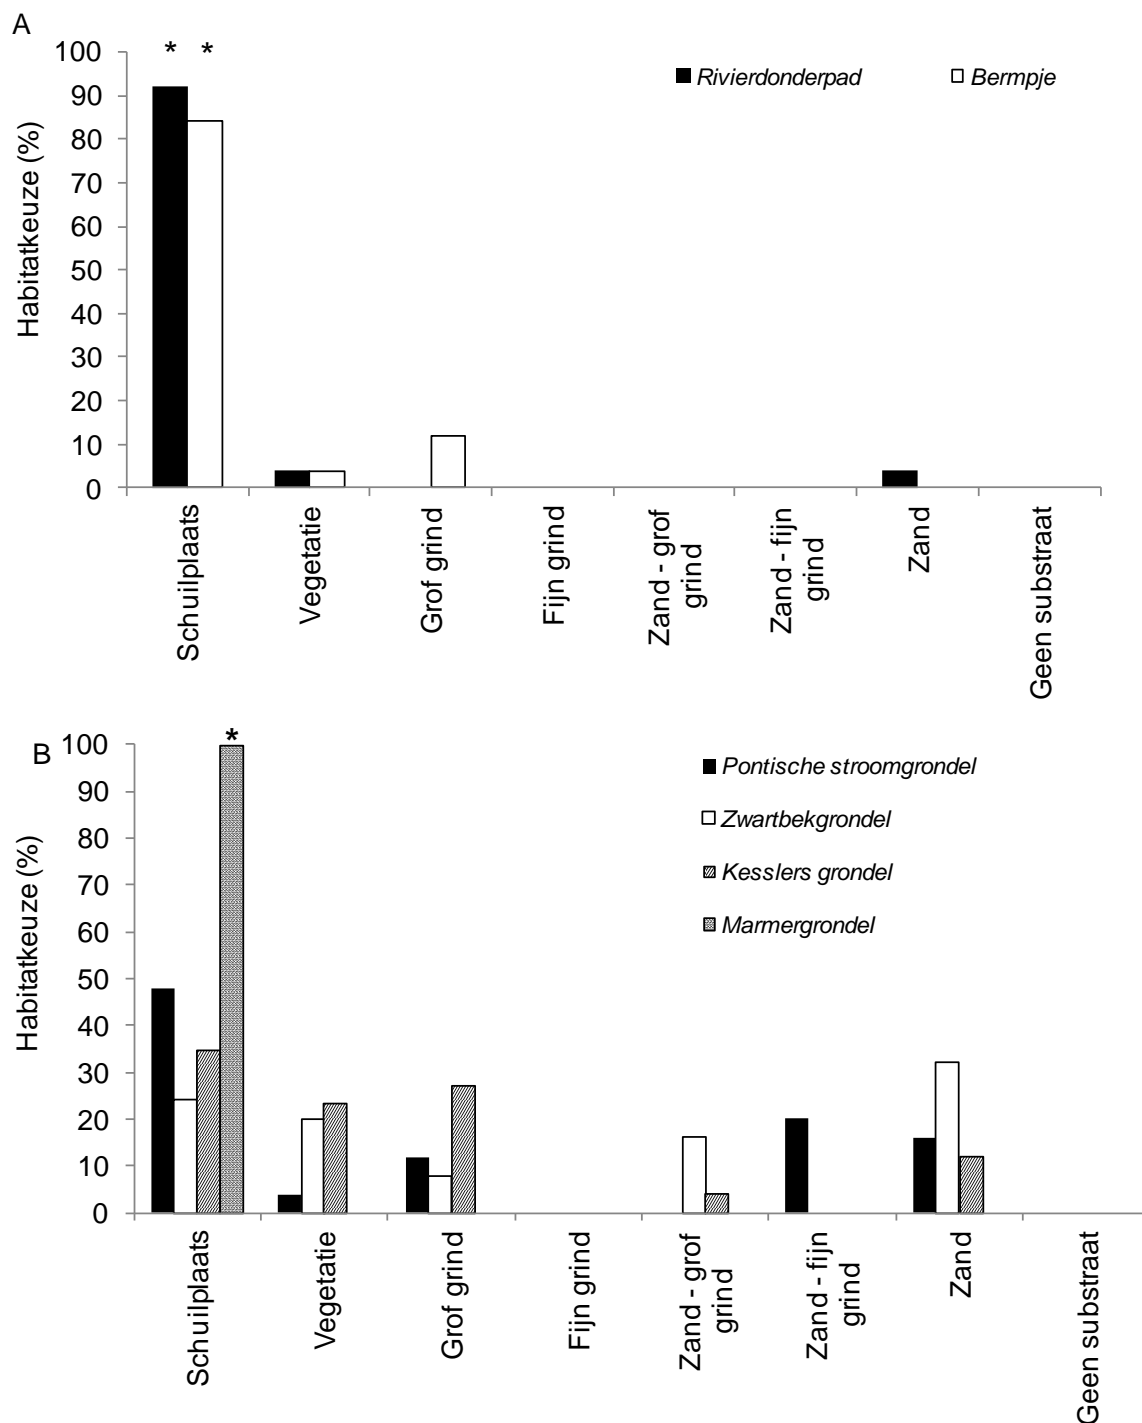 A
* *
Rivierdonderpad
Bermpje
Habitatkeuze (%)
100
90
80
70
60
50
40
30
20
10
0
Schuilplaats
Vegetatie
Grof grind
Fijn grind
Zand - grof
grind
Zand - fijn
grind
Zand
Geen substraat
B
*
Pontische stroomgrondel
Zwartbekgrondel
Kesslers grondel
Marmergrondel
Habitatkeuze (%)
100
90
80
70
60
50
40
30
20
10
0
Schuilplaats
Vegetatie
Grof grind
Fijn grind
Zand - grof
grind
Zand - fijn
grind
Zand
Geen substraat